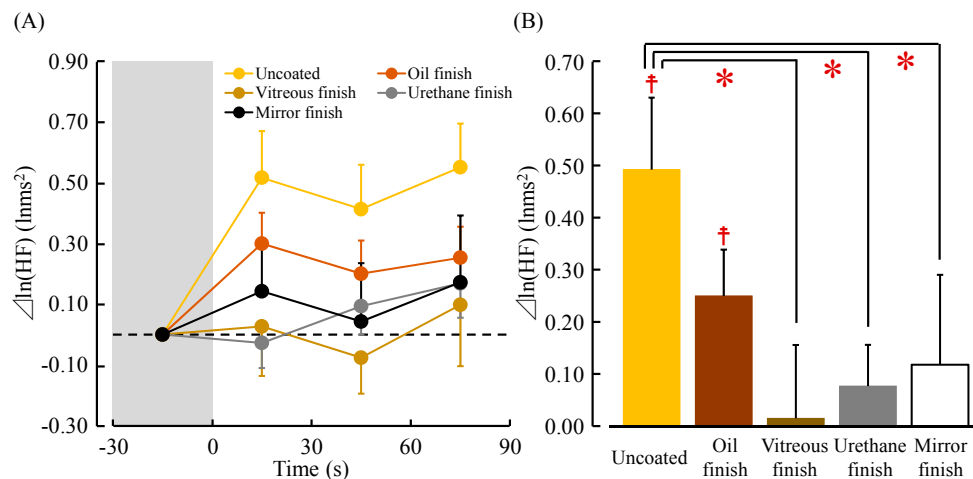 (A)
⊿ln(HF) (lnms²)
0.90
0.70
0.50
0.30
0.10
-0.10
-0.30
Uncoated
Oil finish
Vitreous finish
Urethane finish
Mirror finish
-30 0 30 60 90
Time (s)
(B)
⊿ln(HF) (lnms²)
0.70
0.60
0.50
0.40
0.30
0.20
0.10
0.00
† * * *
†
Uncoated
Oil
finish
Vitreous
finish
Urethane
finish
Mirror
finish